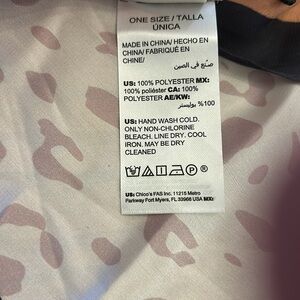 ONE SIZE / TALLA
ÚNICA
MADE IN CHINA/ HECHO EN
CHINA/ FABRIQUÉ EN
CHINE/
صنع في الصين
US: 100% POLYESTER MX:
100% poliéster CA: 100%
POLYESTER AE/KW:
100% بوليستر
US: HAND WASH COLD.
ONLY NON-CHLORINE
BLEACH. LINE DRY. COOL
IRON. MAY BE DRY
CLEANED
US: Chico's FAS Inc. 11215 Metro
Parkway Fort Myers, FL 33966 USA MX: